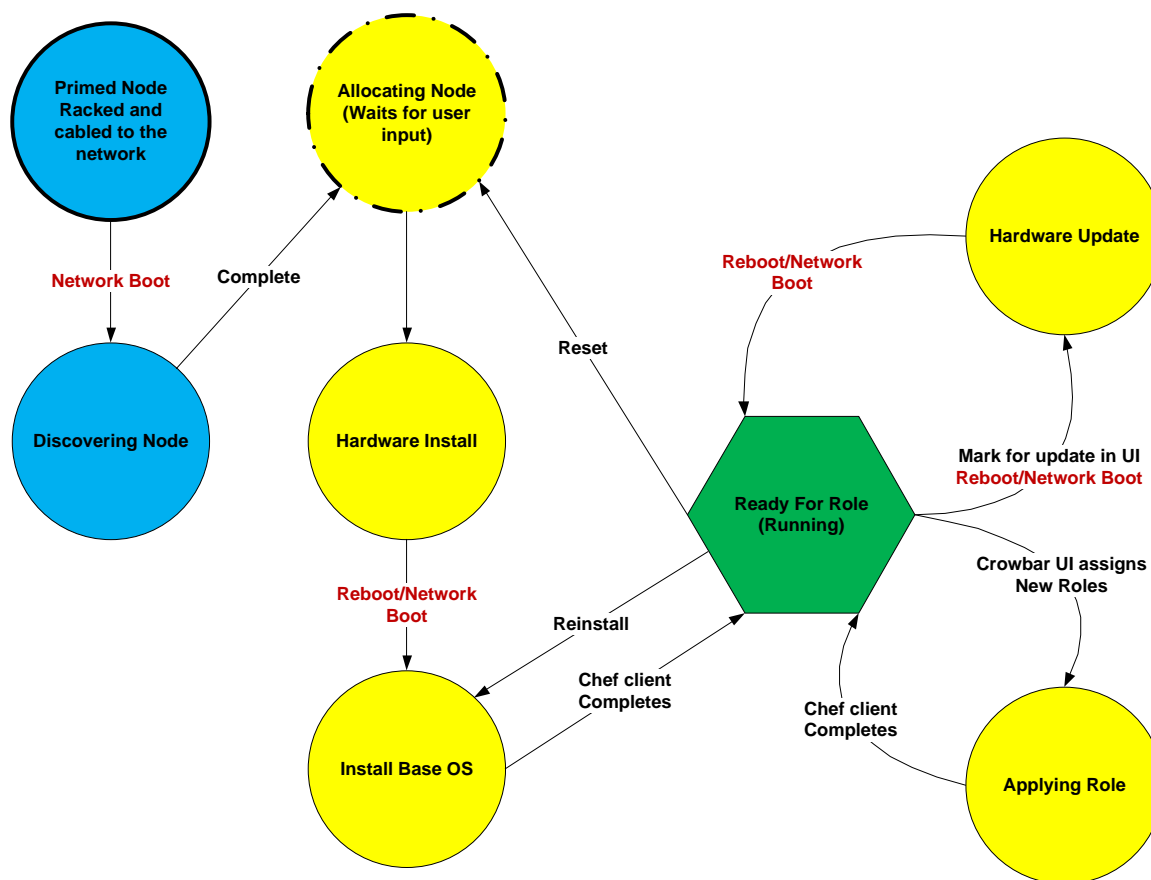 Primed Node
Racked and
cabled to the
network
Allocating Node
(Waits for user
input)
Hardware Update
Network Boot
Complete
Reboot/Network
Boot
Reset
Discovering Node
Hardware Install
Mark for update in UI
Reboot/Network Boot
Ready For Role
(Running)
Crowbar UI assigns
New Roles
Reboot/Network
Boot
Reinstall
Chef client
Completes
Chef client
Completes
Install Base OS
Applying Role